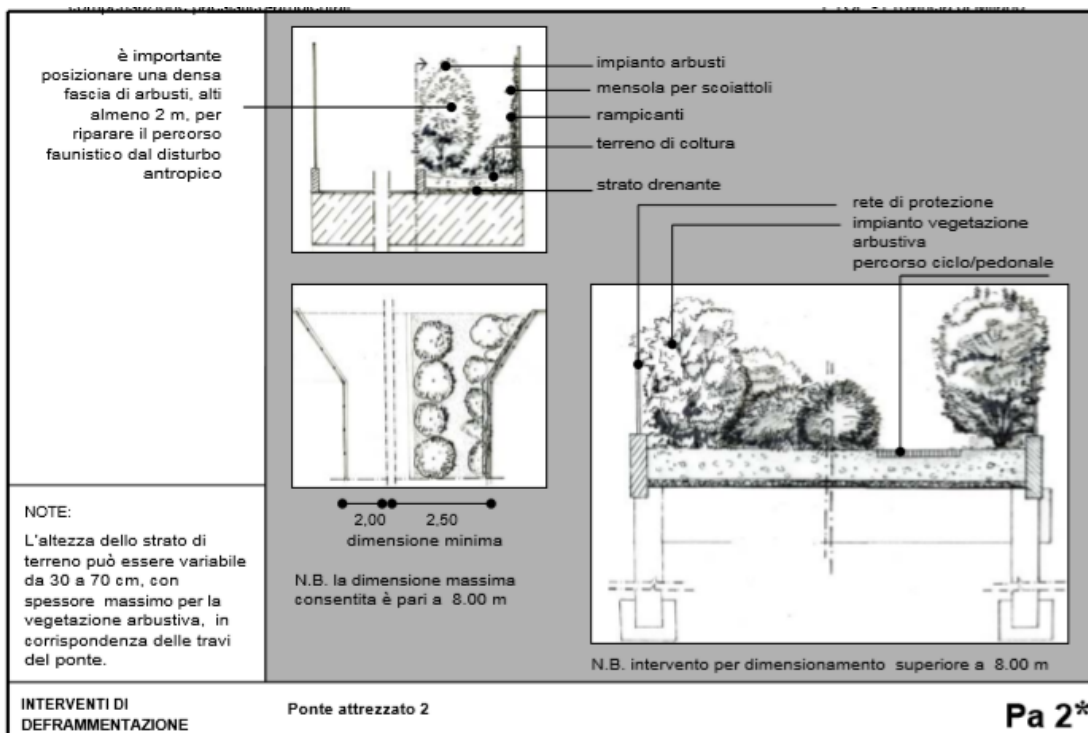 è importante
posizionare una densa
fascia di arbusti, alti
almeno 2 m, per
riparare il percorso
faunistico dal disturbo
antropico
impianto arbusti
mensola per scoiattoli
rampicanti
terreno di coltura
strato drenante
rete di protezione
impianto vegetazione
arbustiva
percorso ciclo/pedonale
2,00 2,50
dimensione minima
N.B. la dimensione massima
consentita è pari a 8.00 m
N.B. intervento per dimensionamento superiore a 8.00 m
NOTE:
L'altezza dello strato di
terreno può essere variabile
da 30 a 70 cm, con
spessore massimo per la
vegetazione arbustiva, in
corrispondenza delle travi
del ponte.
INTERVENTI DI
DEFRAMMENTAZIONE
Ponte attrezzato 2
Pa 2*